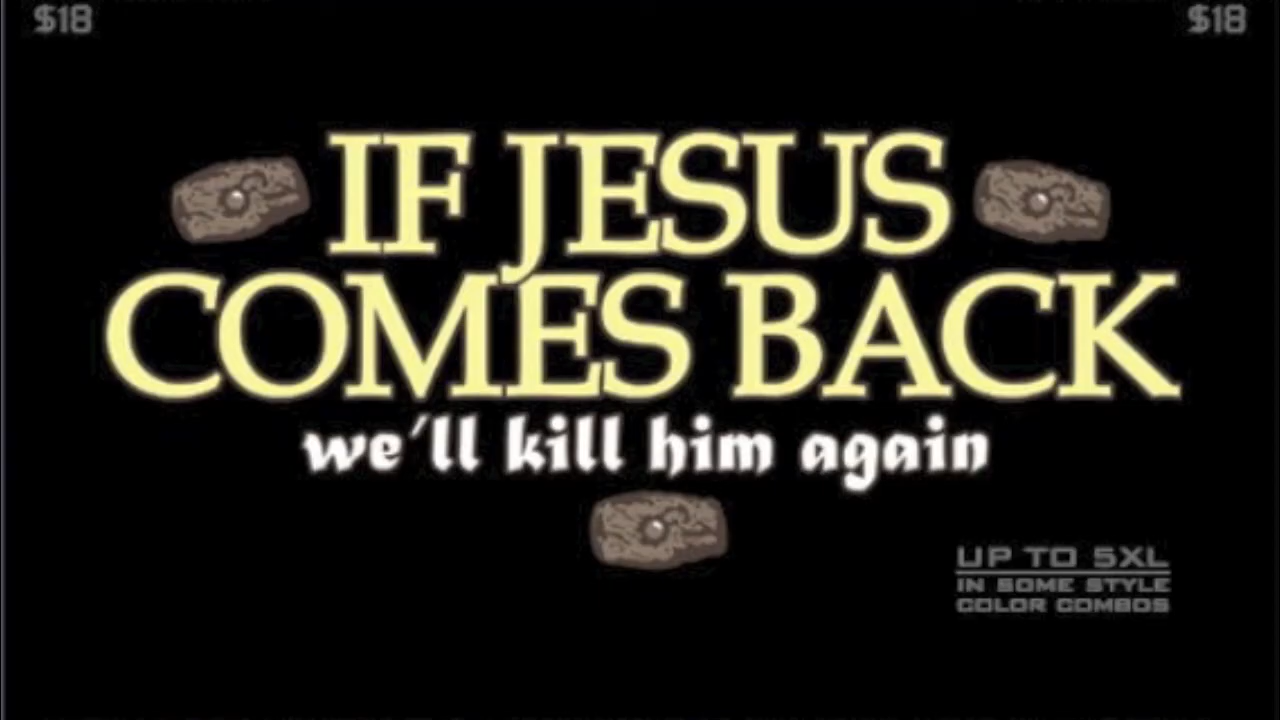 $18 $18
IF JESUS
COMES BACK
we´ll kill him again
UP TO 5XL
IN SOME STYLE
COLOR COMBOS